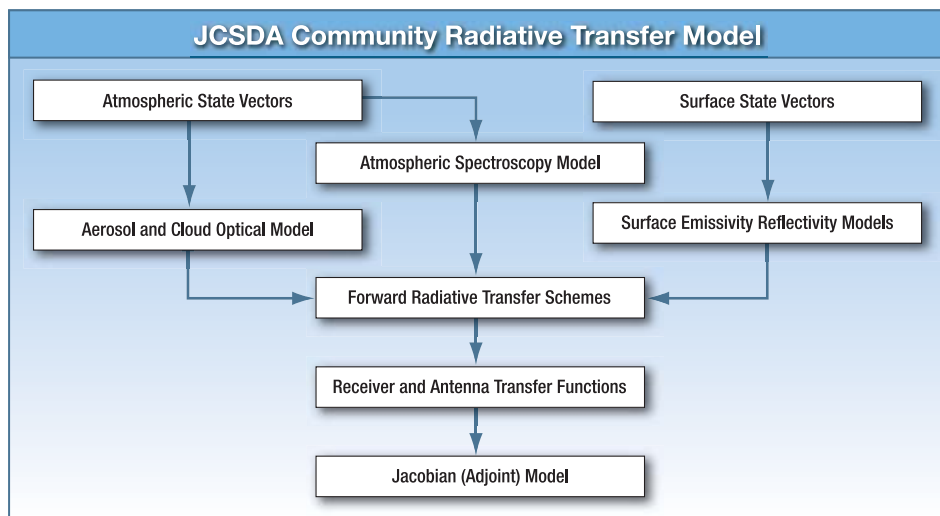 JCSDA Community Radiative Transfer Model
Atmospheric State Vectors
Surface State Vectors
Atmospheric Spectroscopy Model
Aerosol and Cloud Optical Model
Surface Emissivity Reflectivity Models
Forward Radiative Transfer Schemes
Receiver and Antenna Transfer Functions
Jacobian (Adjoint) Model